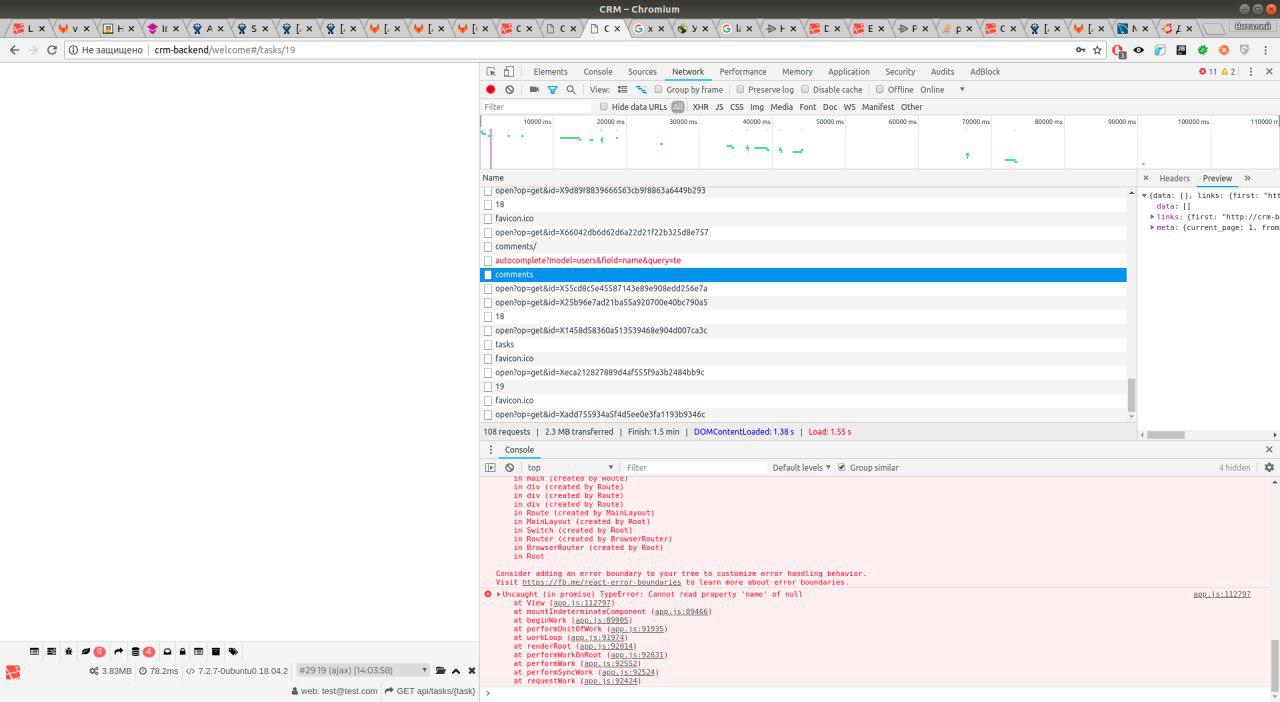 CRM – Chromium
Не защищено
crm-backend/welcome#/tasks/19
Виталий
Elements Console Sources Network Performance Memory Application Security Audits AdBlock
11 2
View: Group by frame Preserve log Disable cache Offline Online
Filter Hide data URLs All XHR JS CSS Img Media Font Doc WS Manifest Other
10000 ms 20000 ms 30000 ms 40000 ms 50000 ms 60000 ms 70000 ms 80000 ms 90000 ms 100000 ms 110000 m
Name
Headers Preview
open?op=get&id=X9d89f8839666563cb9f8863a6449b293
18
favicon.ico
open?op=get&id=X66042db6d62d6a22d21f22b325d8e757
comments/
autocomplete?model=users&field=name&query=te
comments
open?op=get&id=X55cd8c5e45587143e89e908edd256e7a
open?op=get&id=X25b96e7ad21ba55a920700e40bc790a5
18
open?op=get&id=X1458d58360a513539468e904d007ca3c
tasks
favicon.ico
open?op=get&id=Xeca212827889d4af555f9a3b2484bb9c
19
favicon.ico
open?op=get&id=Xadd755934a5f4d5ee0e3fa1193b9346c
{data: [], links: {first: "htt
data: []
links: {first: "http://crm-b
meta: {current_page: 1, from
108 requests | 2.3 MB transferred | Finish: 1.5 min | DOMContentLoaded: 1.38 s | Load: 1.55 s
Console
top Filter Default levels Group similar 4 hidden
in main (created by Route)
in div (created by Route)
in div (created by Route)
in div (created by Route)
in Route (created by MainLayout)
in MainLayout (created by Root)
in Switch (created by Root)
in Router (created by BrowserRouter)
in BrowserRouter (created by Root)
in Root
Consider adding an error boundary to your tree to customize error handling behavior.
Visit https://fb.me/react-error-boundaries to learn more about error boundaries.
Uncaught (in promise) TypeError: Cannot read property 'name' of null app.js:112797
at View (app.js:112797)
at mountIndeterminateComponent (app.js:89466)
at beginWork (app.js:89905)
at performUnitOfWork (app.js:91935)
at workLoop (app.js:91974)
at renderRoot (app.js:92014)
at performWorkOnRoot (app.js:92631)
at performWork (app.js:92552)
at performSyncWork (app.js:92524)
at requestWork (app.js:92424)
0 4
3.83MB 78.2ms 7.2.7-0ubuntu0.18.04.2 #29 19 (ajax) (14:03:58)
web: test@test.com GET api/tasks/{task}